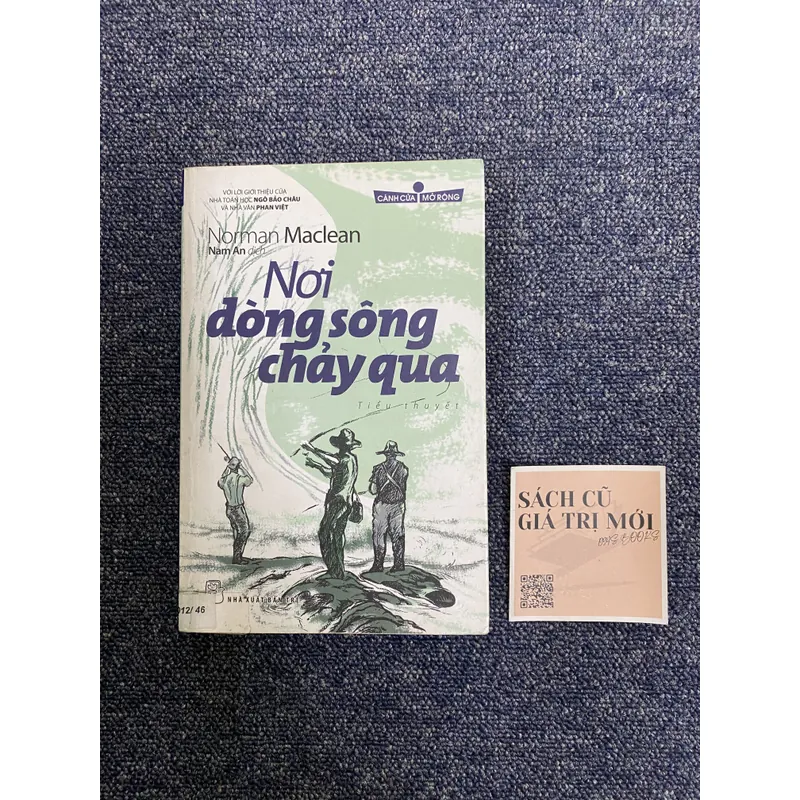 VỚI LỜI GIỚI THIỆU CỦA
NHÀ TOÁN HỌC NGÔ BẢO CHÂU
VÀ NHÀ VĂN PHAN VIỆT
CÁNH CỬA MỞ RỘNG
Norman Maclean
Nam An dịch
Nơi
dòng sông
chảy qua
Tiểu thuyết
NHÀ XUẤT BẢN TRẺ
012/ 46
SÁCH CŨ
GIÁ TRỊ MỚI